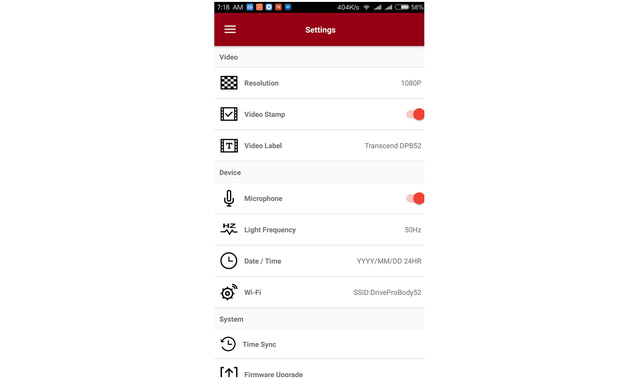 7:18 AM 404K/s 58%
Settings
Video
Resolution 1080P
Video Stamp
Video Label Transcend DPB52
Device
Microphone
HZ Light Frequency 50Hz
Date / Time YYYY/MM/DD 24HR
Wi-Fi SSID:DriveProBody52
System
Time Sync
Firmware Upgrade